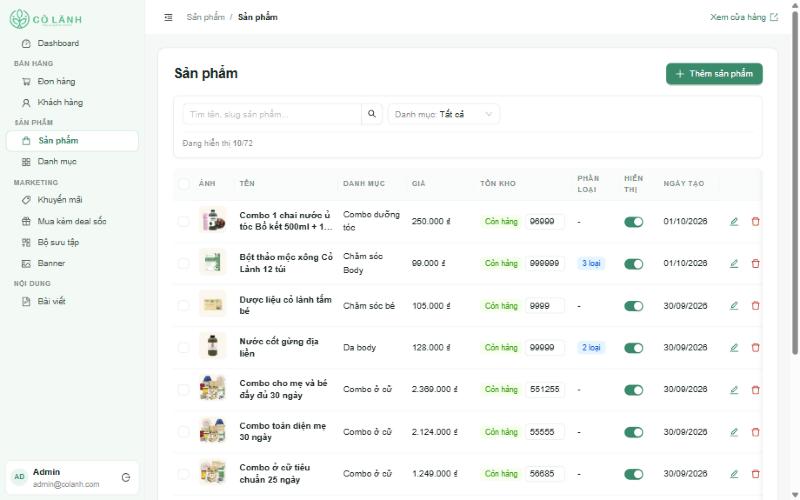 CỎ LÀNH
Dashboard
BÁN HÀNG
Đơn hàng
Khách hàng
SẢN PHẨM
Sản phẩm
Danh mục
MARKETING
Khuyến mãi
Mua kèm deal sốc
Bộ sưu tập
Banner
NỘI DUNG
Bài viết
AD
Admin
admin@colanh.com
Sản phẩm / Sản phẩm
Xem cửa hàng
Sản phẩm
+ Thêm sản phẩm
Tìm tên, slug sản phẩm...
Danh mục: Tất cả
Đang hiển thị 10/72
ẢNH TÊN DANH MỤC GIÁ TỒN KHO PHÂN LOẠI HIỂN THỊ NGÀY TẠO
Combo 1 chai nước ủ tóc Bồ kết 500ml + 1... Combo dưỡng tóc 250.000 ₫ Còn hàng 96999 - 01/10/2026
Bột thảo mộc xông Cỏ Lành 12 túi Chăm sóc Body 99.000 ₫ Còn hàng 999999 3 loại 01/10/2026
Dược liệu cỏ lành tắm bé Chăm sóc bé 105.000 ₫ Còn hàng 9999 - 30/09/2026
Nước cốt gừng địa liền Da body 128.000 ₫ Còn hàng 99999 2 loại 30/09/2026
Combo cho mẹ và bé đầy đủ 30 ngày Combo ở cữ 2.369.000 ₫ Còn hàng 551255 - 30/09/2026
Combo toàn diện mẹ 30 ngày Combo ở cữ 2.124.000 ₫ Còn hàng 55555 - 30/09/2026
Combo ở cữ tiêu chuẩn 25 ngày Combo ở cữ 1.249.000 ₫ Còn hàng 56685 - 30/09/2026